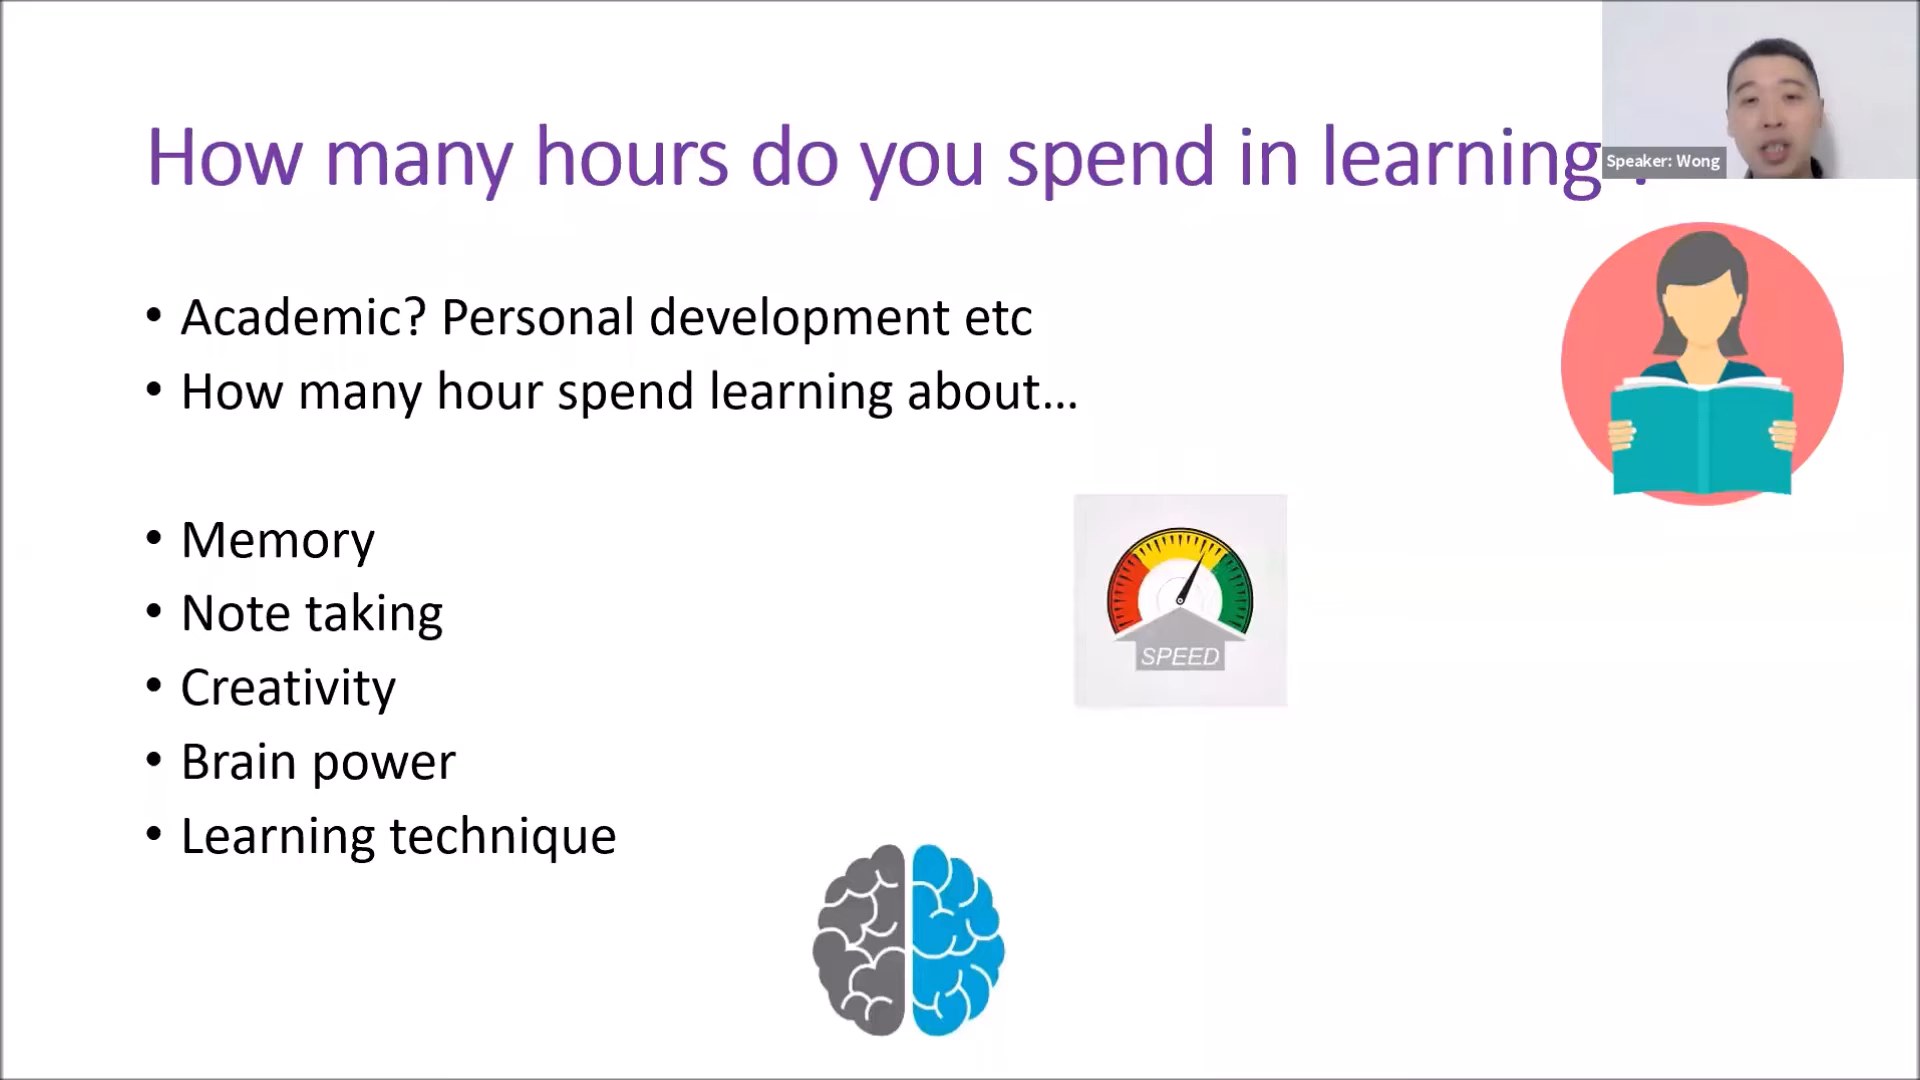 How many hours do you spend in learning ?
Speaker: Wong
• Academic? Personal development etc
• How many hour spend learning about...
• Memory
• Note taking
• Creativity
• Brain power
• Learning technique
SPEED